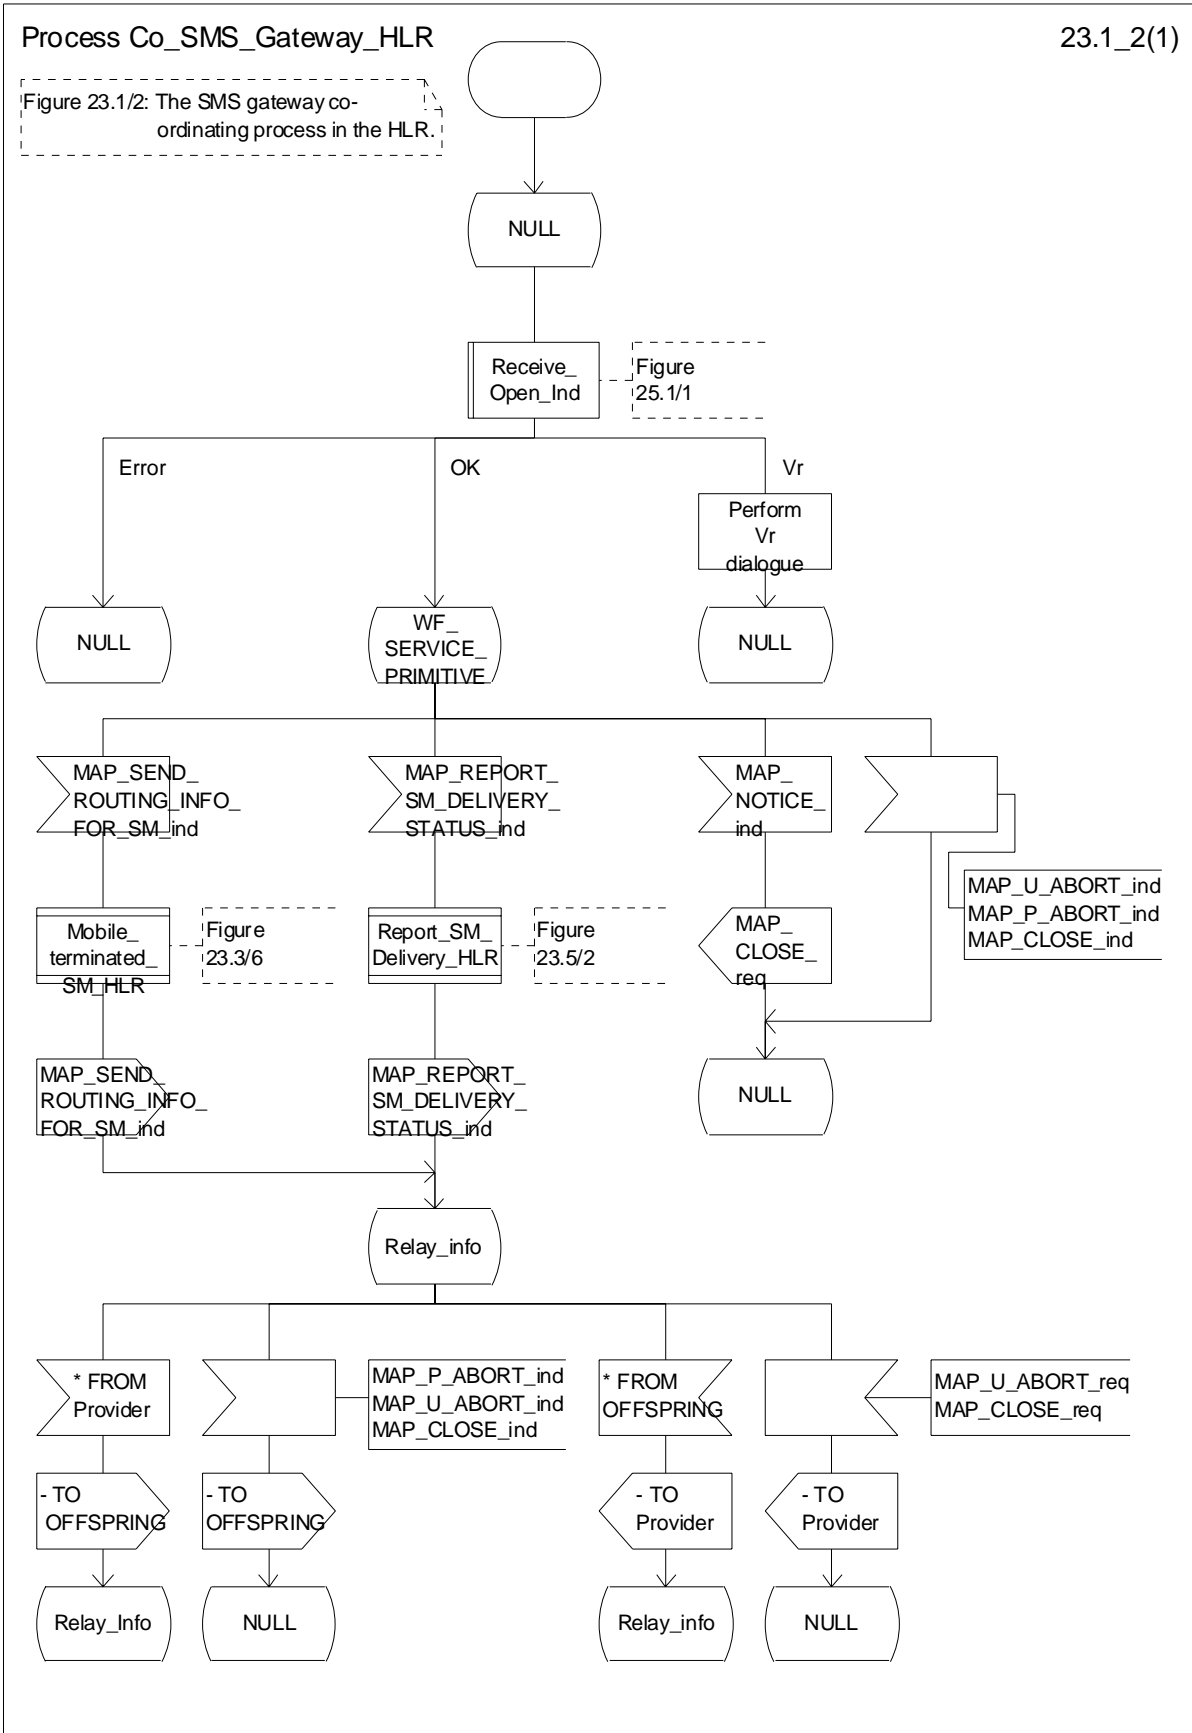 Process Co_SMS_Gateway_HLR
23.1_2(1)
Figure 23.1/2: The SMS gateway co-
ordinating process in the HLR.
NULL
Receive_
Open_Ind
Figure
25.1/1
Error
OK
Vr
Perform
Vr
dialogue
NULL
WF_
SERVICE_
PRIMITIVE
NULL
MAP_SEND_
ROUTING_INFO_
FOR_SM_ind
MAP_REPORT_
SM_DELIVERY_
STATUS_ind
MAP_
NOTICE_
ind
MAP_U_ABORT_ind
MAP_P_ABORT_ind
MAP_CLOSE_ind
Mobile_
terminated_
SM_HLR
Figure
23.3/6
Report_SM_
Delivery_HLR
Figure
23.5/2
MAP_
CLOSE_
req
MAP_SEND_
ROUTING_INFO_
FOR_SM_ind
MAP_REPORT_
SM_DELIVERY_
STATUS_ind
NULL
Relay_info
* FROM
Provider
MAP_P_ABORT_ind
MAP_U_ABORT_ind
MAP_CLOSE_ind
* FROM
OFFSPRING
MAP_U_ABORT_req
MAP_CLOSE_req
- TO
OFFSPRING
- TO
OFFSPRING
- TO
Provider
- TO
Provider
Relay_Info
NULL
Relay_info
NULL